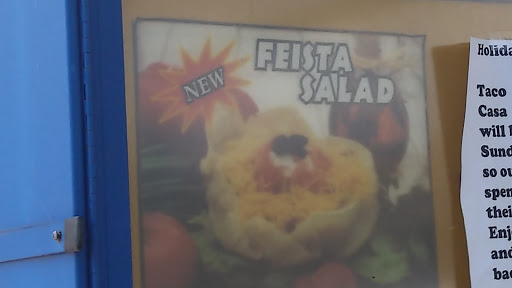 FEISTA
SALAD
NEW
Holida
Taco
Casa
will
Sund
so ou
spen
thei
Enj
and
bac